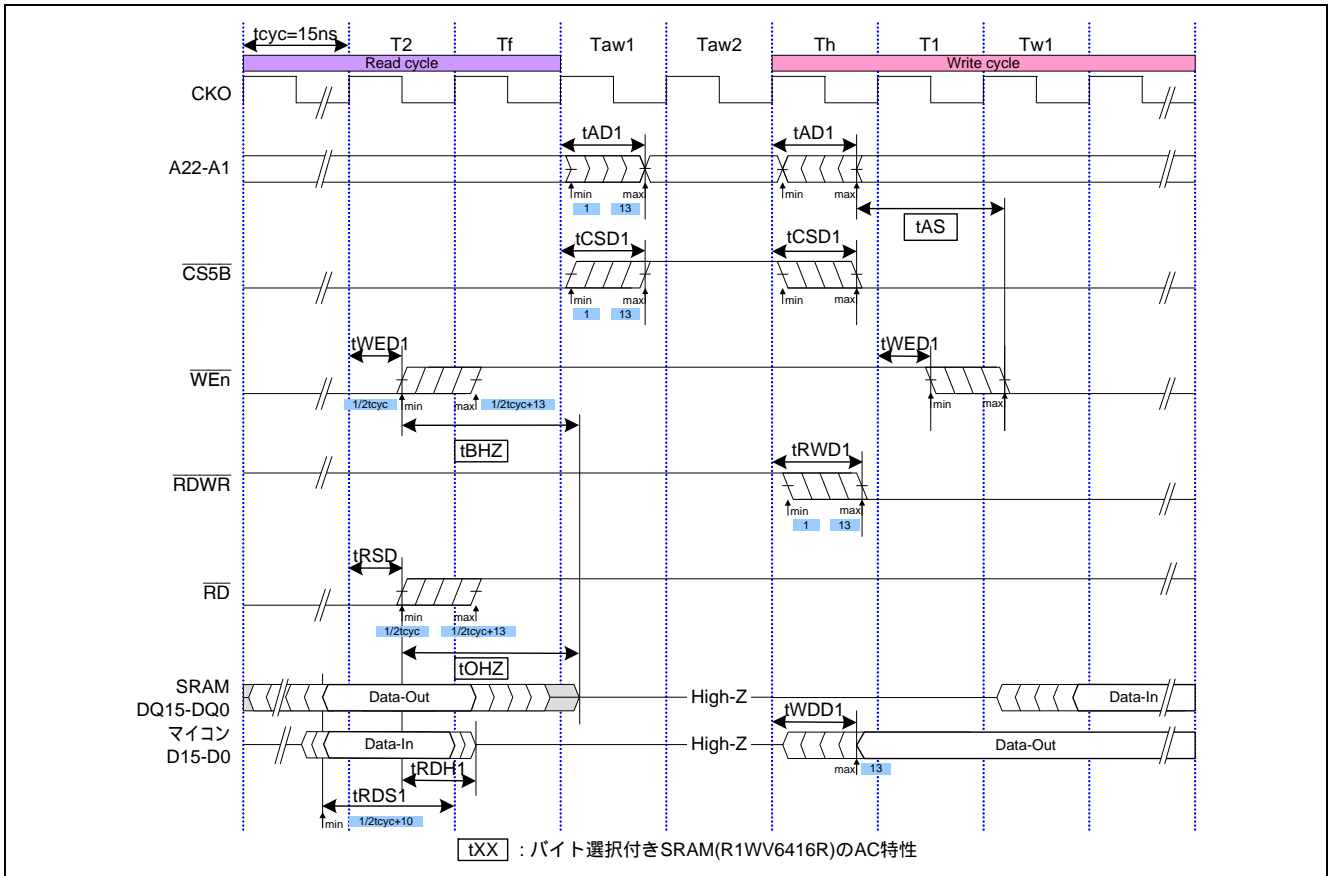 tcyc=15ns T2 Tf Taw1 Taw2 Th T1 Tw1
Read cycle Write cycle
CKO
tAD1 tAD1
A22-A1
min max min max
1 13
tAS
tCSD1 tCSD1
CS5B
min max min max
1 13
tWED1 tWED1
WEn
1/2tcyc min max 1/2tcyc+13 min max
tBHZ
tRWD1
RDWR
min max
1 13
tRSD
RD
min max
1/2tcyc 1/2tcyc+13
tOHZ
SRAM
DQ15-DQ0
Data-Out High-Z Data-In
tWDD1
マイコン
D15-D0
Data-In High-Z Data-Out
max 13
tRDH1
tRDS1
min 1/2tcyc+10
tXX : バイト選択付きSRAM(R1WV6416R)のAC特性